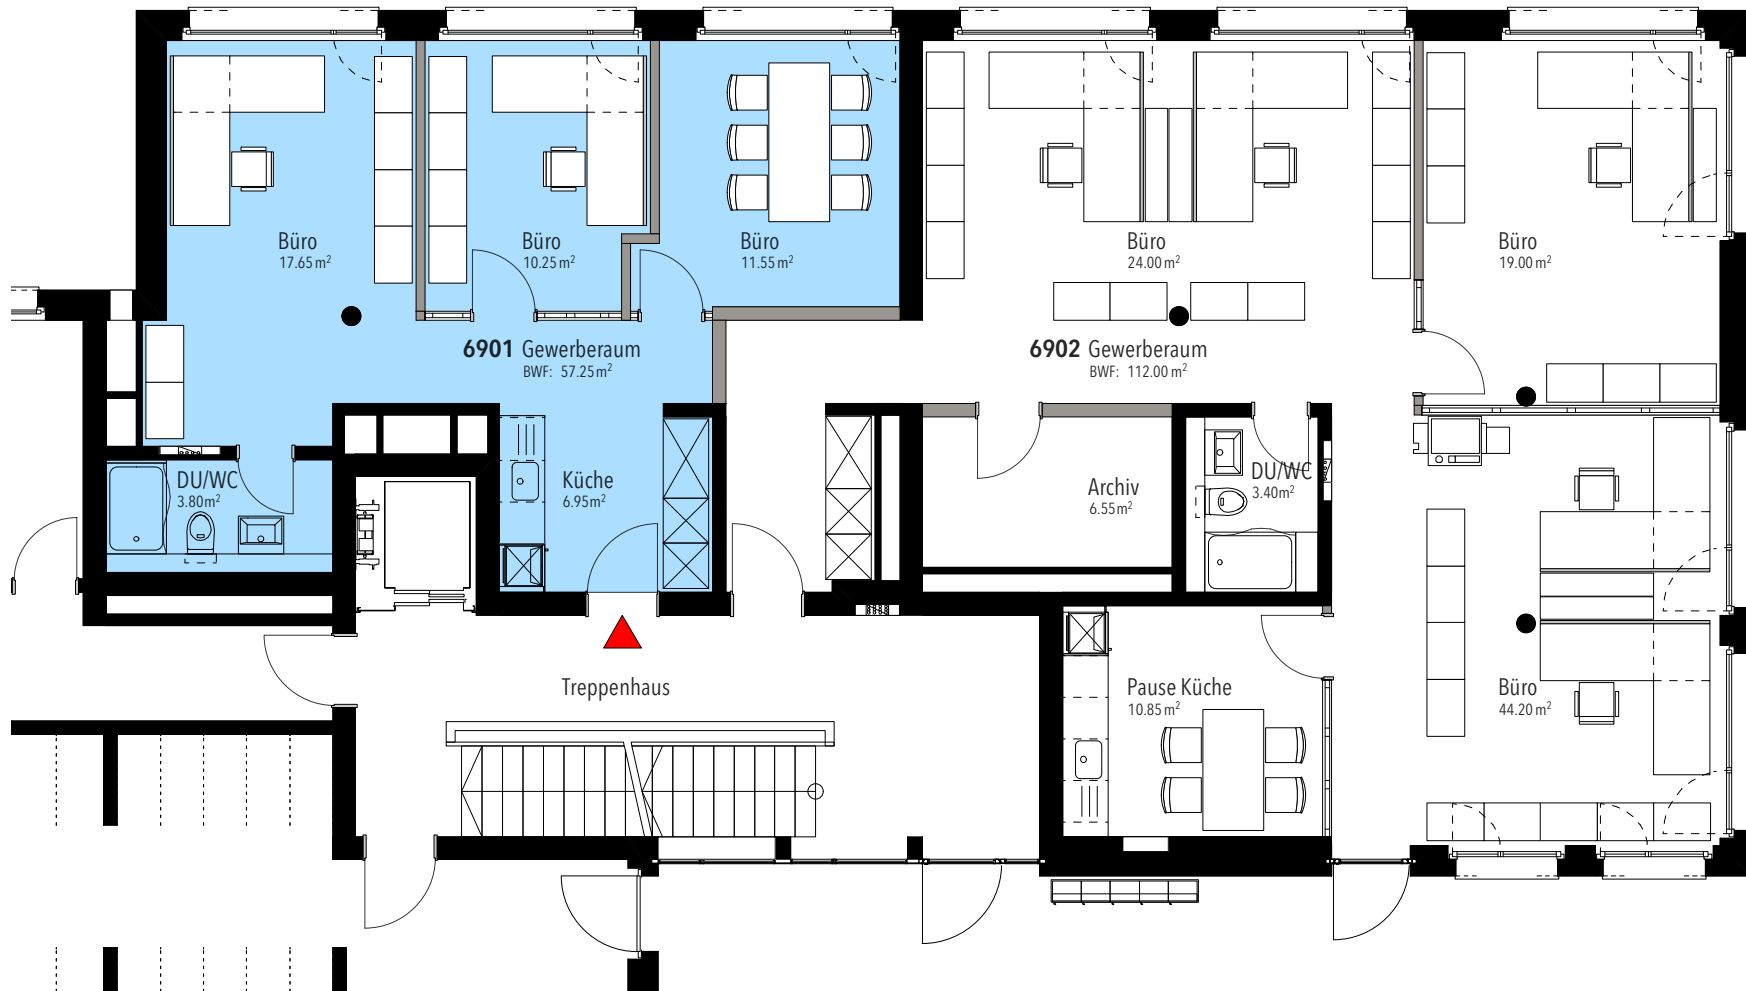 Büro
17.65 m²
Büro
10.25 m²
Büro
11.55 m²
Büro
24.00 m²
Büro
19.00 m²
6901 Gewerberaum
BWF: 57.25 m²
6902 Gewerberaum
BWF: 112.00 m²
DU/WC
3.80 m²
Küche
6.95 m²
Archiv
6.55 m²
DU/WC
3.40 m²
Treppenhaus
Pause Küche
10.85 m²
Büro
44.20 m²